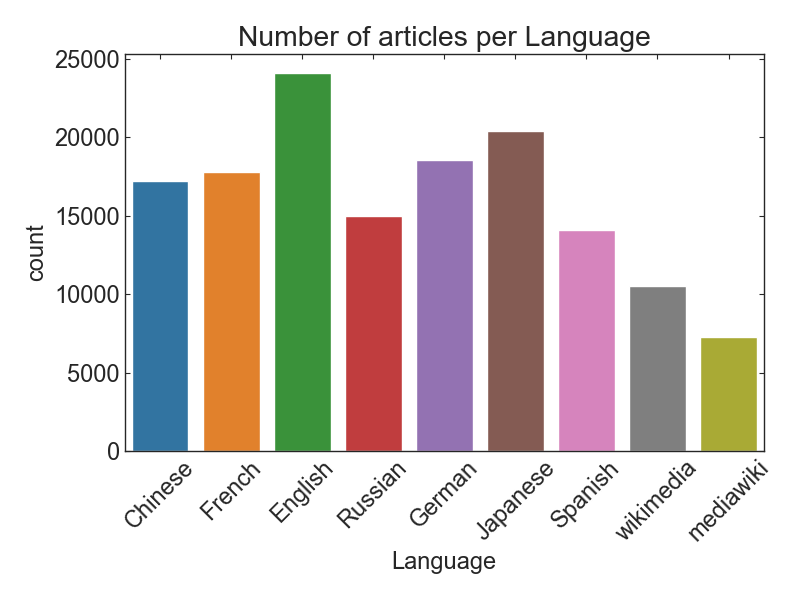 Number of articles per Language
25000
20000
15000
10000
5000
0
count
Chinese
French
English
Russian
German
Japanese
Spanish
wikimedia
mediawiki
Language